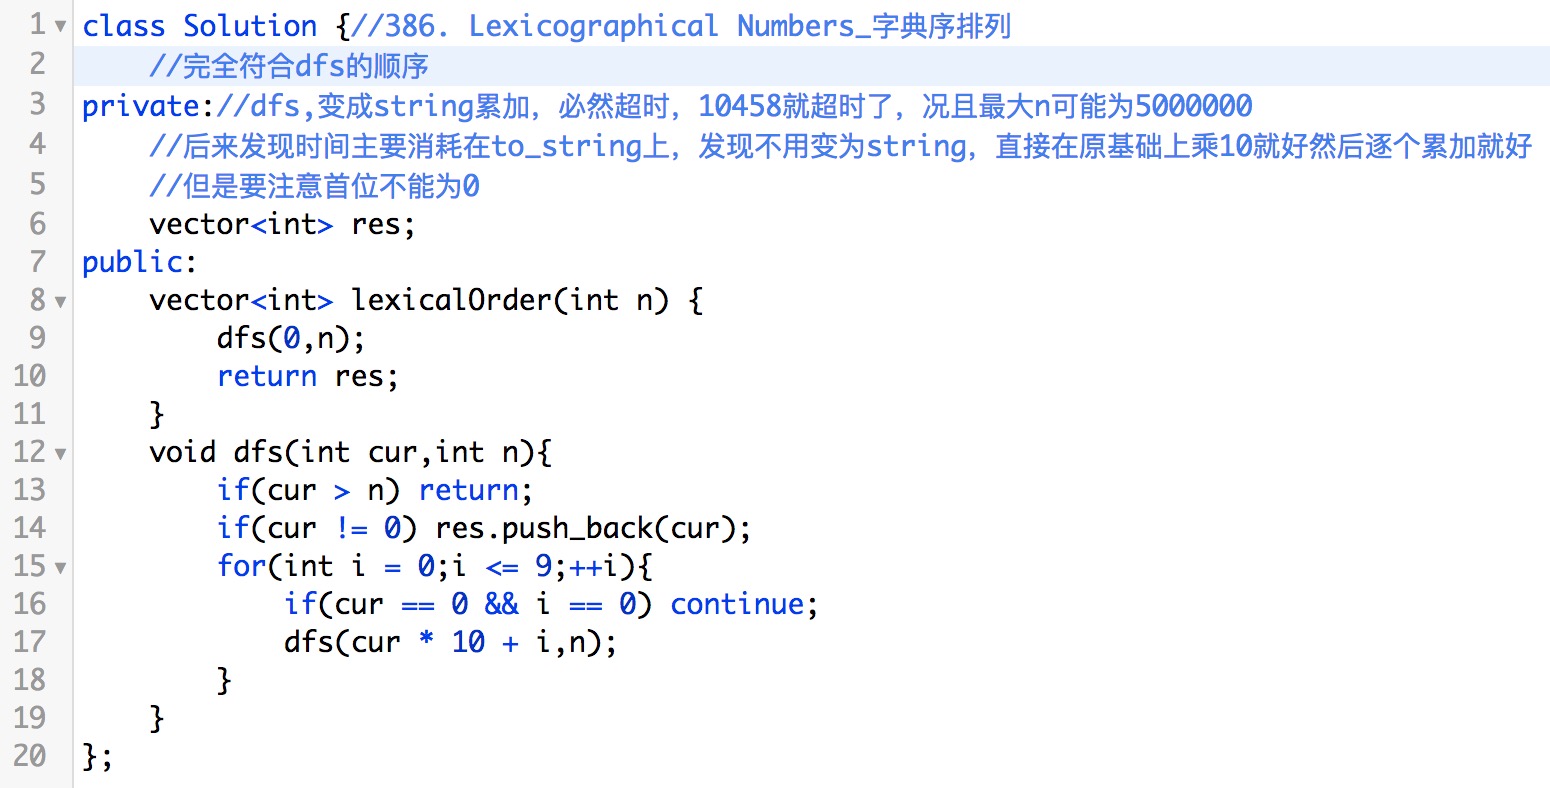 1 class Solution {//386. Lexicographical Numbers_字典序排列
2 //完全符合dfs的顺序
3 private://dfs,变成string累加，必然超时，10458就超时了，况且最大n可能为5000000
4 //后来发现时间主要消耗在to_string上，发现不用变为string，直接在原基础上乘10就好然后逐个累加就好
5 //但是要注意首位不能为0
6 vector<int> res;
7 public:
8 vector<int> lexicalOrder(int n) {
9 dfs(0,n);
10 return res;
11 }
12 void dfs(int cur,int n){
13 if(cur > n) return;
14 if(cur != 0) res.push_back(cur);
15 for(int i = 0;i <= 9;++i){
16 if(cur == 0 && i == 0) continue;
17 dfs(cur * 10 + i,n);
18 }
19 }
20 };